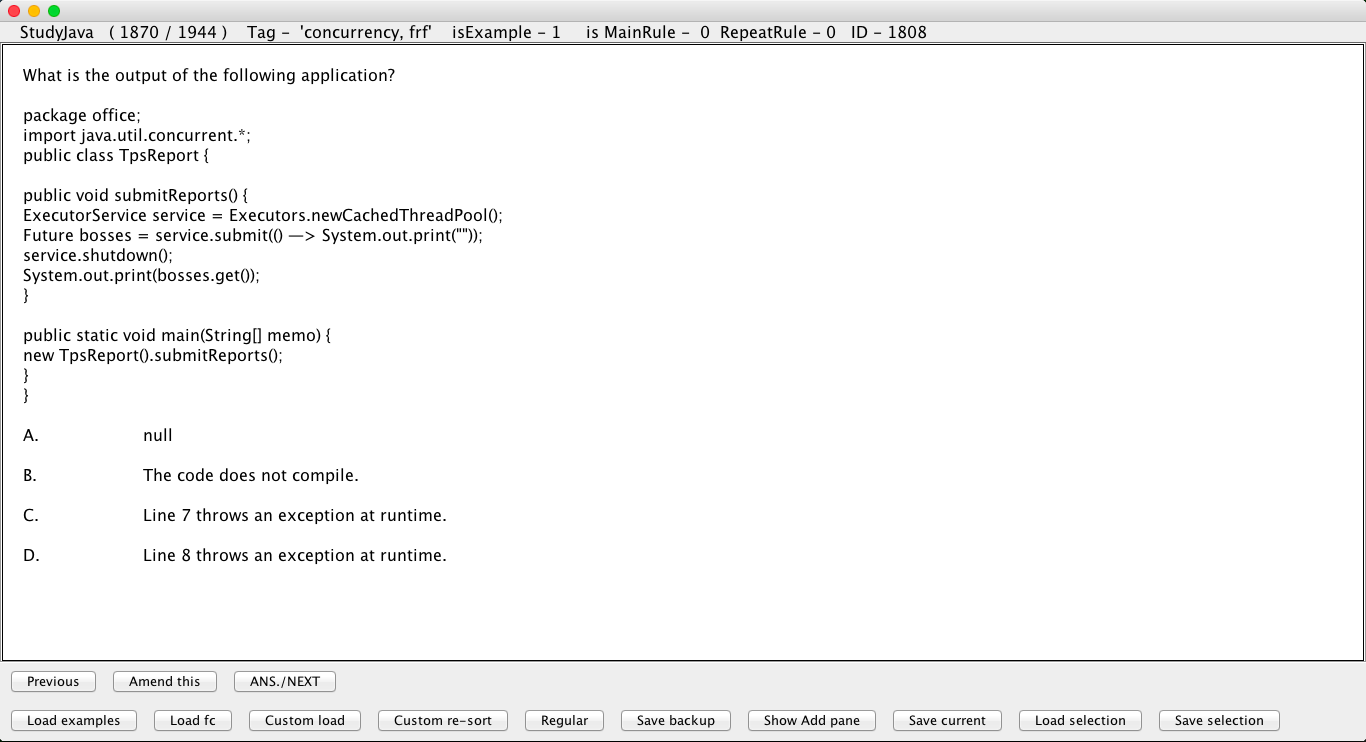 StudyJava ( 1870 / 1944 ) Tag - 'concurrency, frf' isExample - 1 is MainRule - 0 RepeatRule - 0 ID - 1808
What is the output of the following application?
package office;
import java.util.concurrent.*;
public class TpsReport {
public void submitReports() {
ExecutorService service = Executors.newCachedThreadPool();
Future bosses = service.submit(() —> System.out.print(""));
service.shutdown();
System.out.print(bosses.get());
}
public static void main(String[] memo) {
new TpsReport().submitReports();
}
}
A. null
B. The code does not compile.
C. Line 7 throws an exception at runtime.
D. Line 8 throws an exception at runtime.
Previous Amend this ANS./NEXT
Load examples Load fc Custom load Custom re-sort Regular Save backup Show Add pane Save current Load selection Save selection